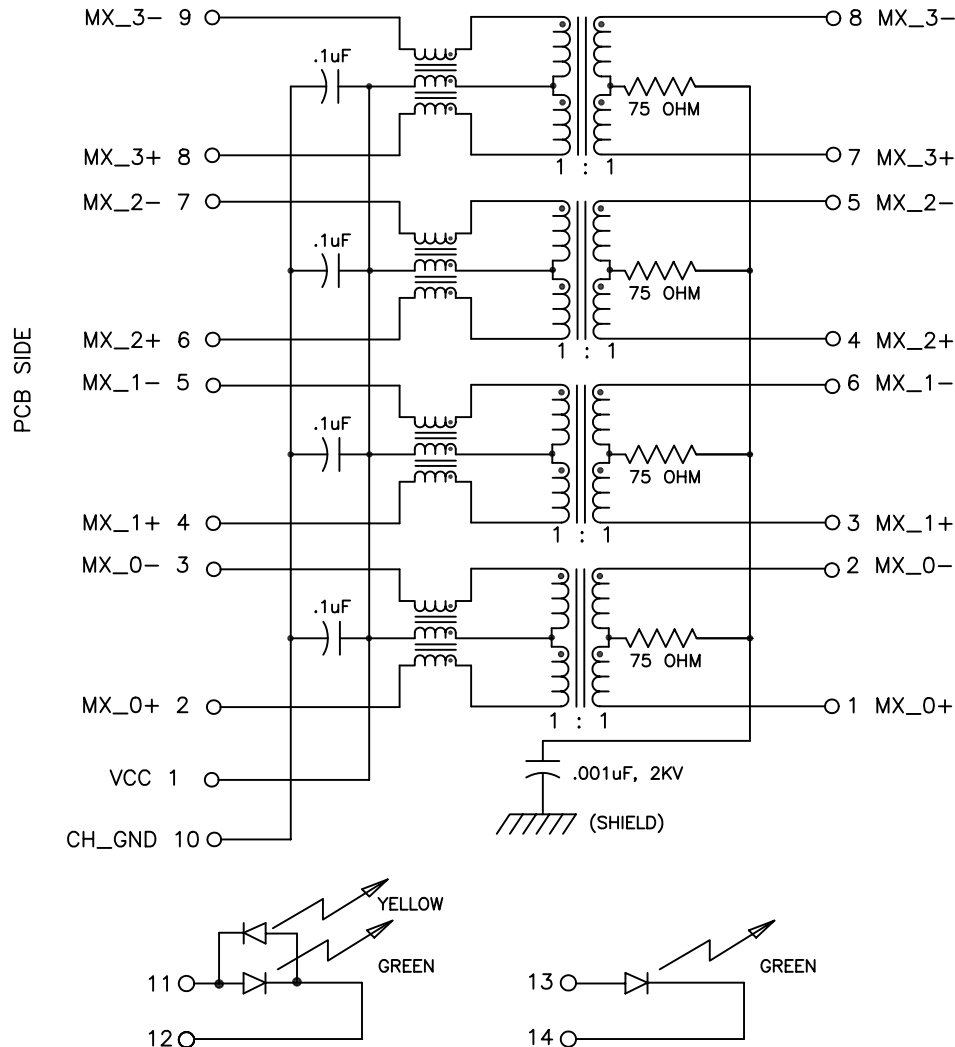 MX_3- 9
8 MX_3-
.1uF
75 OHM
MX_3+ 8
7 MX_3+
1 : 1
MX_2- 7
5 MX_2-
.1uF
75 OHM
MX_2+ 6
4 MX_2+
1 : 1
PCB SIDE
MX_1- 5
6 MX_1-
.1uF
75 OHM
MX_1+ 4
3 MX_1+
1 : 1
MX_0- 3
2 MX_0-
.1uF
75 OHM
MX_0+ 2
1 MX_0+
1 : 1
VCC 1
.001uF, 2KV
CH_GND 10
(SHIELD)
YELLOW
GREEN
GREEN
11
13
12
14